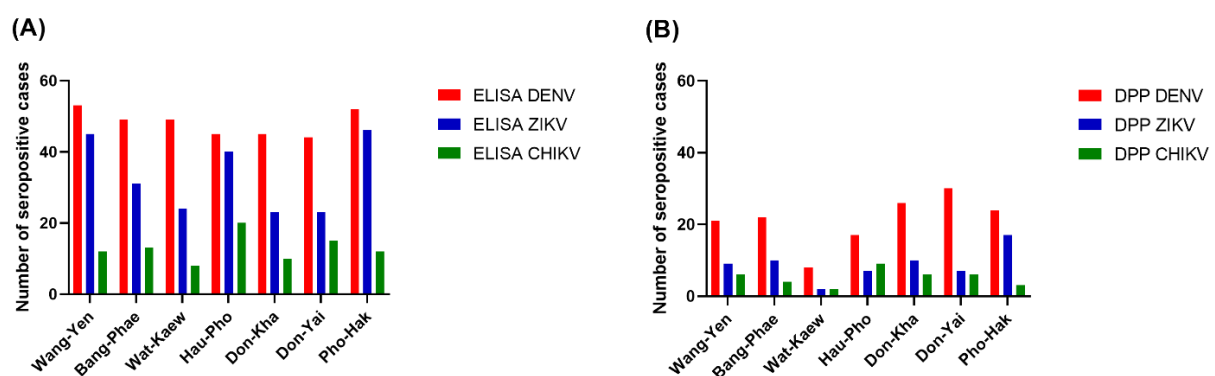 (A)
Number of seropositive cases
60
40
20
0
Wang-Yen
Bang-Phae
Wat-Kaew
Hau-Pho
Don-Kha
Don-Yai
Pho-Hak
ELISA DENV
ELISA ZIKV
ELISA CHIKV
(B)
Number of seropositive cases
60
40
20
0
Wang-Yen
Bang-Phae
Wat-Kaew
Hau-Pho
Don-Kha
Don-Yai
Pho-Hak
DPP DENV
DPP ZIKV
DPP CHIKV